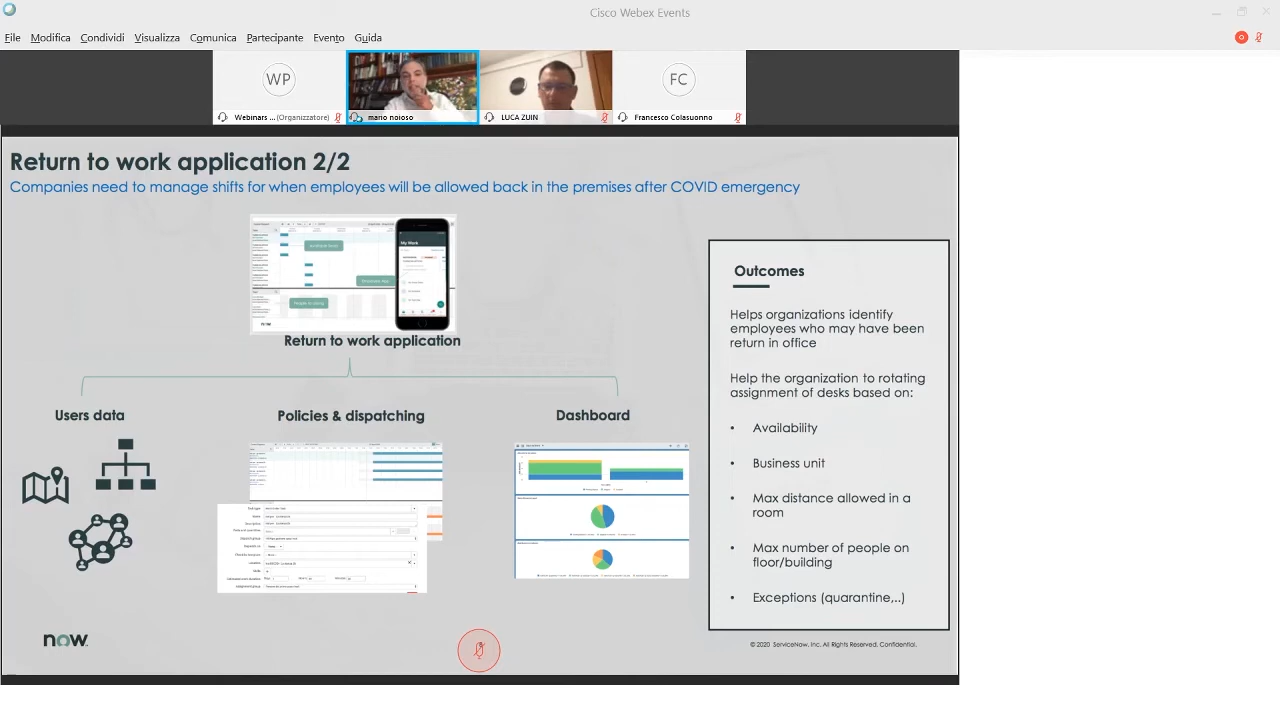 Cisco Webex Events
File Modifica Condividi Visualizza Comunica Partecipante Evento Guida
WP
FC
Webinars ... (Organizzatore)
mario noioso
LUCA ZUIN
Francesco Colasuonno
Return to work application 2/2
Companies need to manage shifts for when employees will be allowed back in the premises after COVID emergency
My Work
Return to work application
Users data
Policies & dispatching
Dashboard
Outcomes
Helps organizations identify
employees who may have been
return in office
Help the organization to rotating
assignment of desks based on:
• Availability
• Business unit
• Max distance allowed in a
room
• Max number of people on
floor/building
• Exceptions (quarantine,..)
now.
© 2020 ServiceNow, Inc. All Rights Reserved. Confidential.